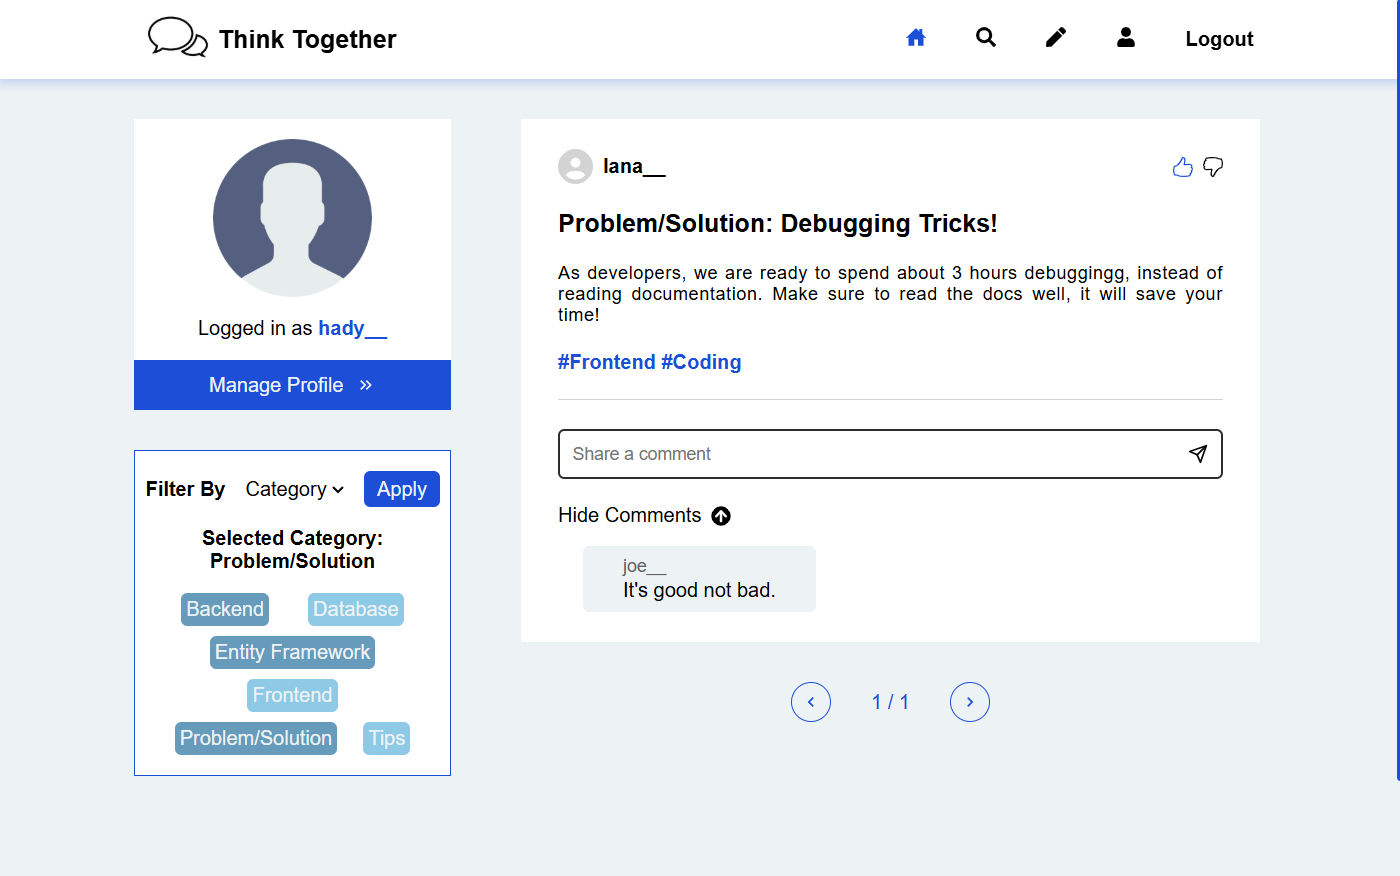 Think Together
Logout
Logged in as hady__
Manage Profile
Filter By Category Apply
Selected Category:
Problem/Solution
Backend Database
Entity Framework
Frontend
Problem/Solution Tips
lana__
Problem/Solution: Debugging Tricks!
As developers, we are ready to spend about 3 hours debuggingg, instead of
reading documentation. Make sure to read the docs well, it will save your
time!
#Frontend #Coding
Share a comment
Hide Comments
joe__
It's good not bad.
1 / 1